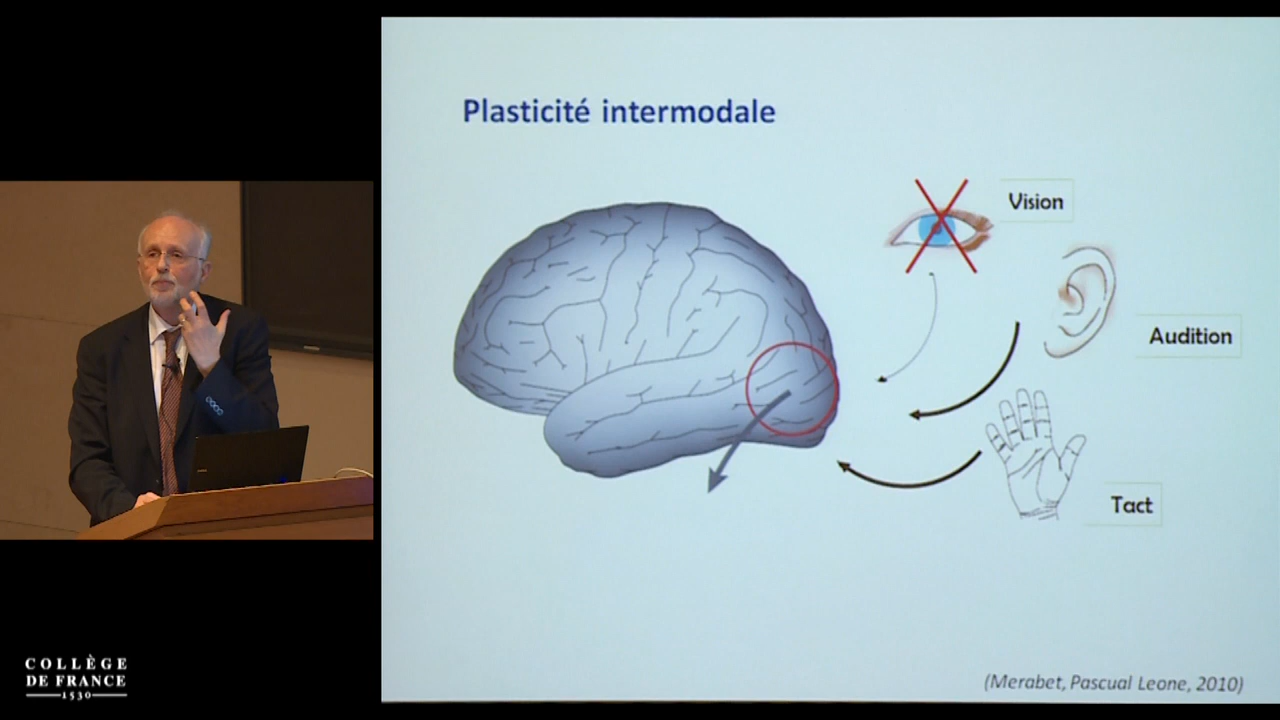 Plasticité intermodale
Vision
Audition
Tact
(Merabet, Pascual Leone, 2010)
COLLÈGE
DE FRANCE
1530